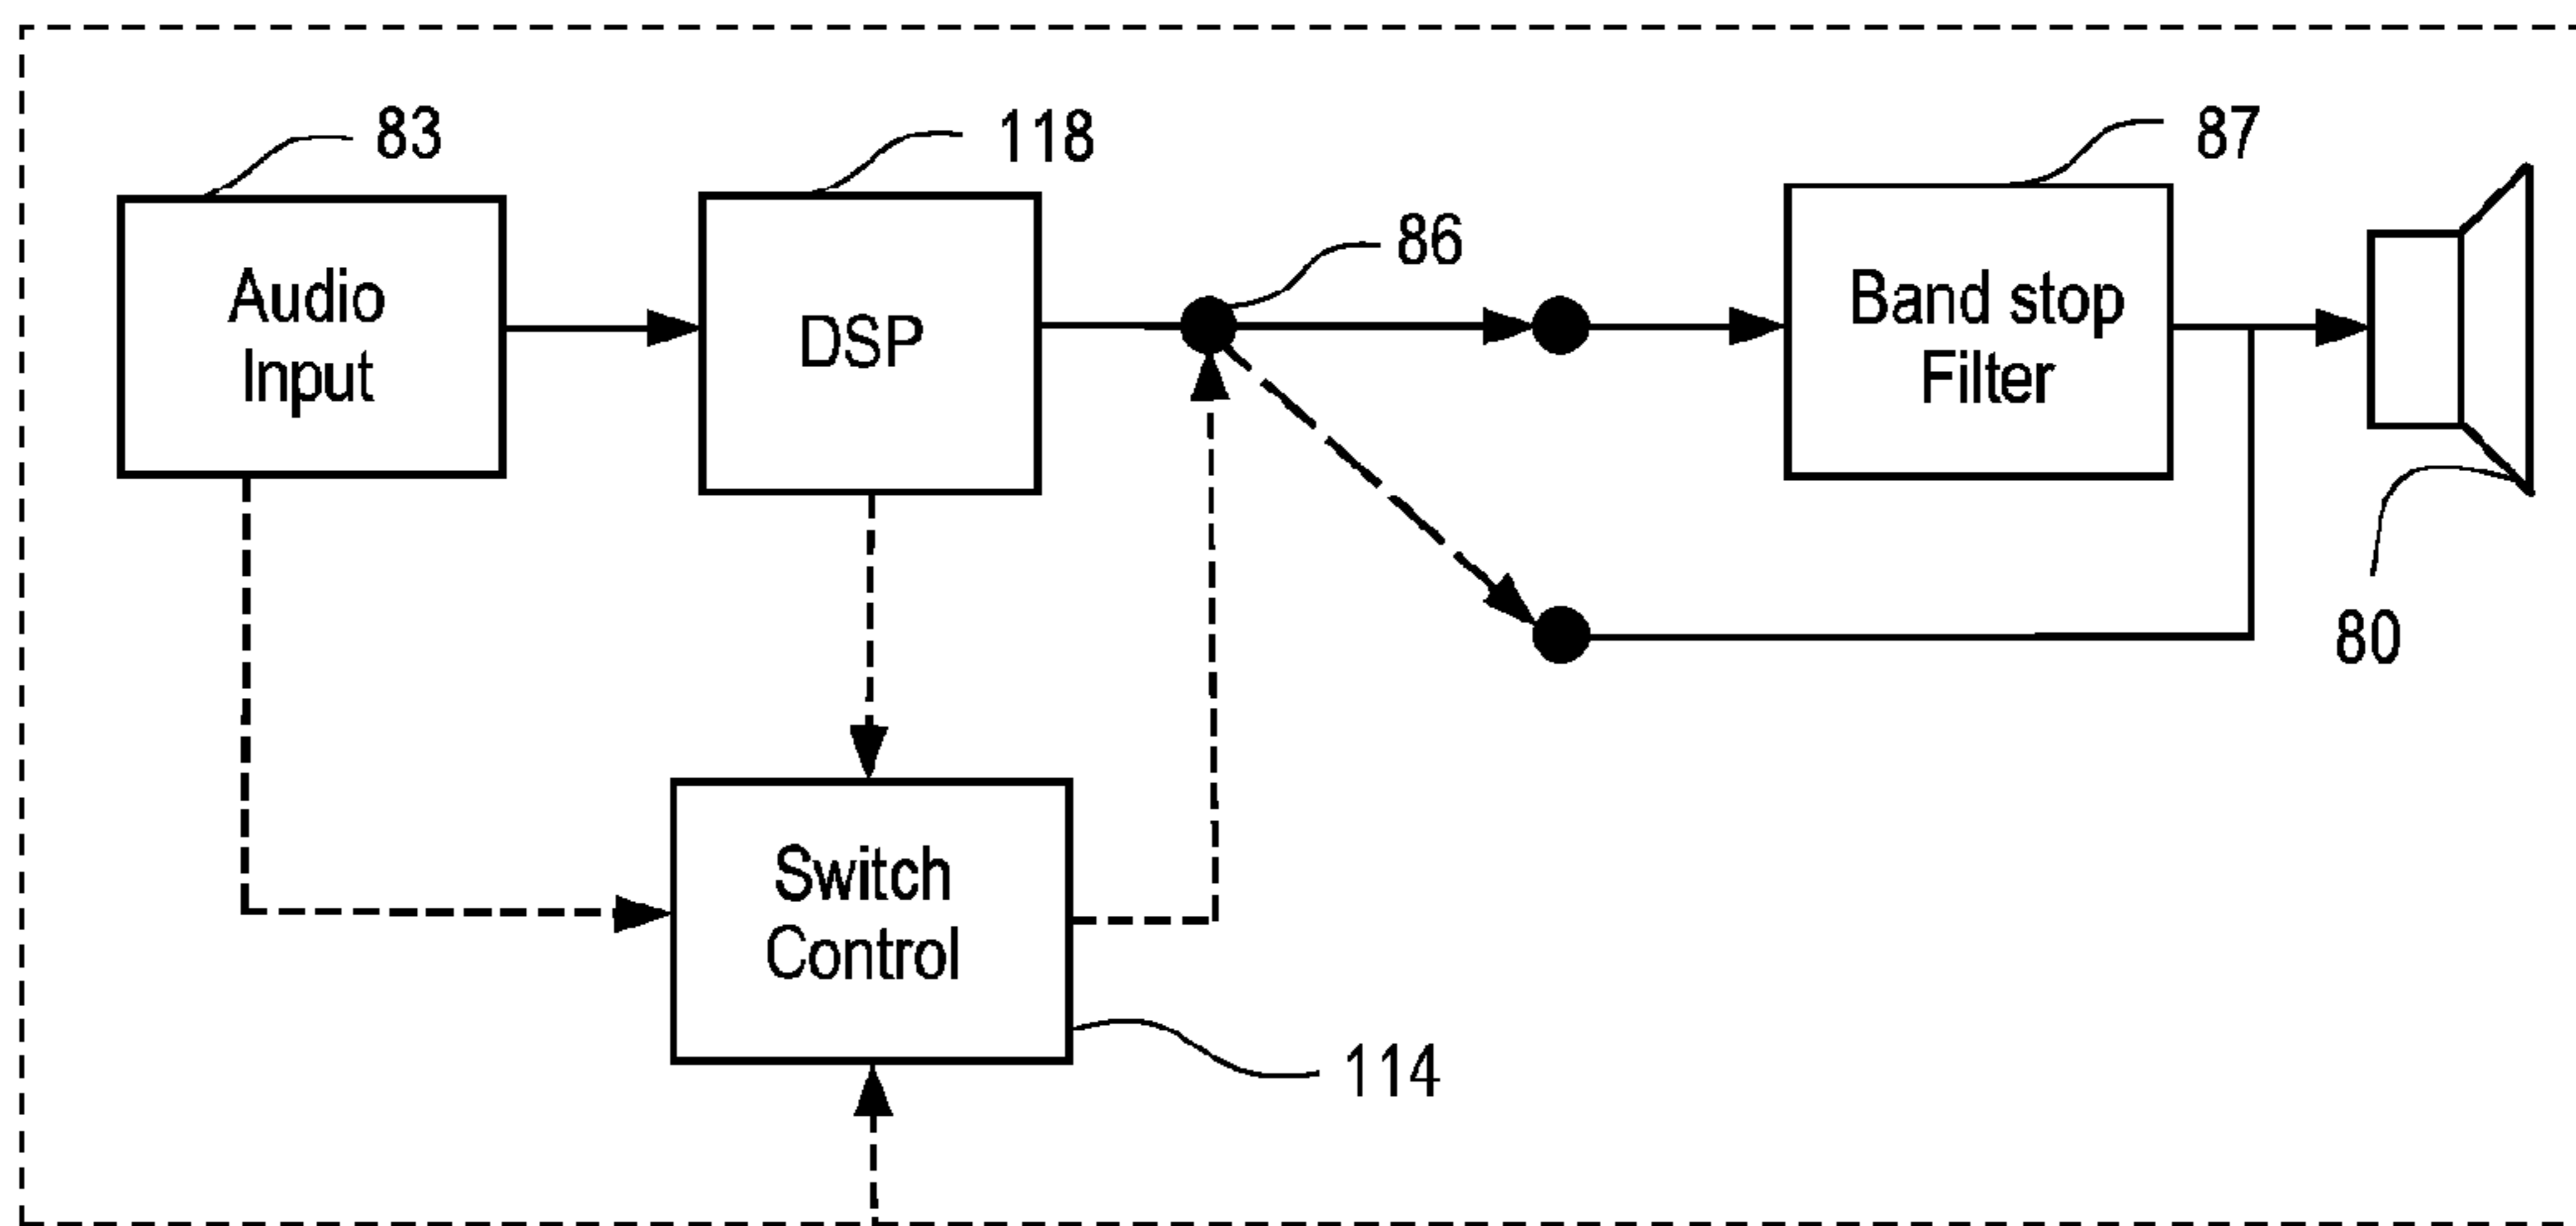 83
118
87
86
Audio
Input
DSP
Band stop
Filter
80
Switch
Control
114